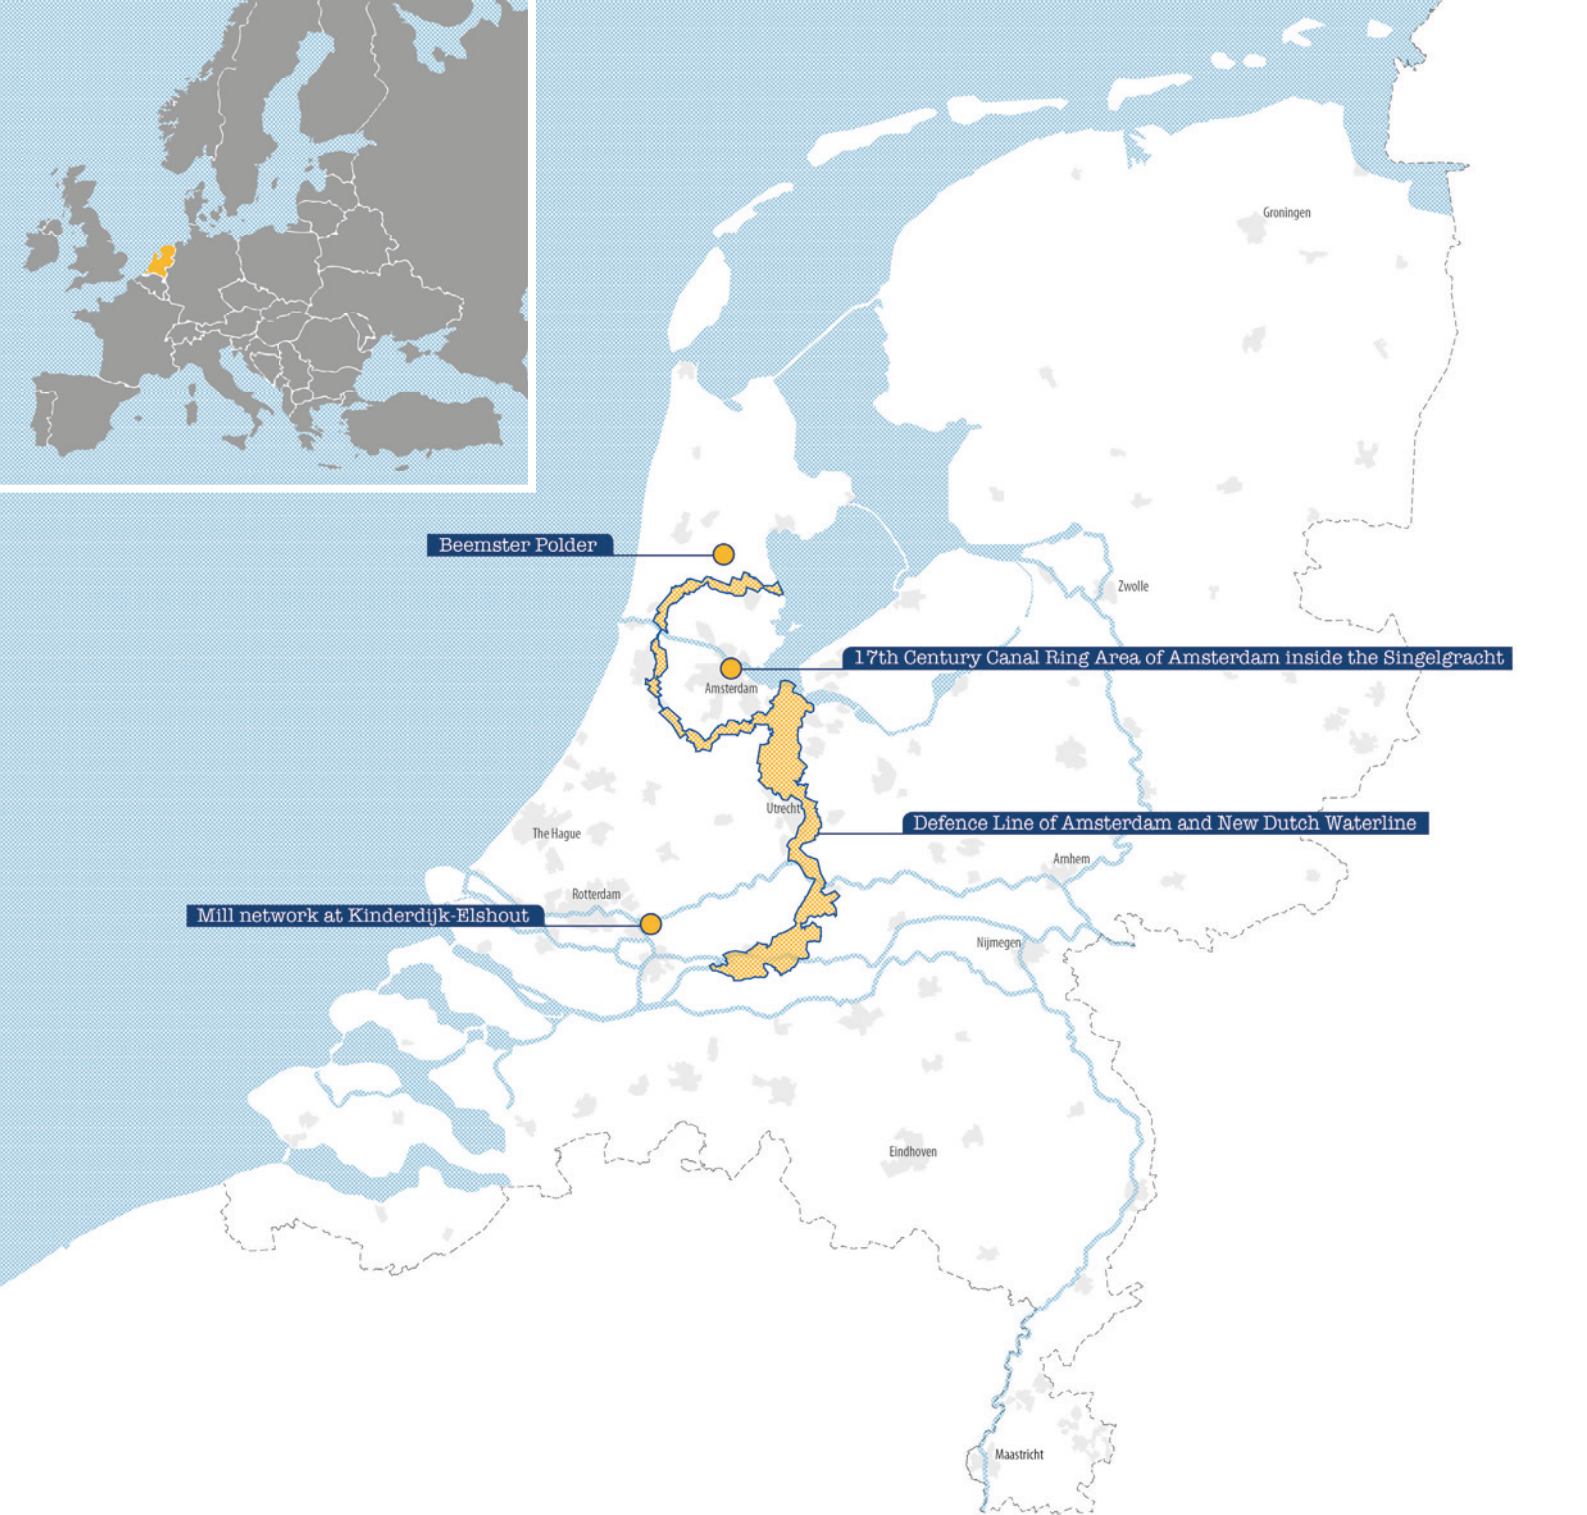 Groningen
Beemster Polder
Zwolle
17th Century Canal Ring Area of Amsterdam inside the Singelgracht
Amsterdam
Utrecht
Defence Line of Amsterdam and New Dutch Waterline
The Hague
Arnhem
Rotterdam
Mill network at Kinderdijk-Elshout
Nijmegen
Eindhoven
Maastricht